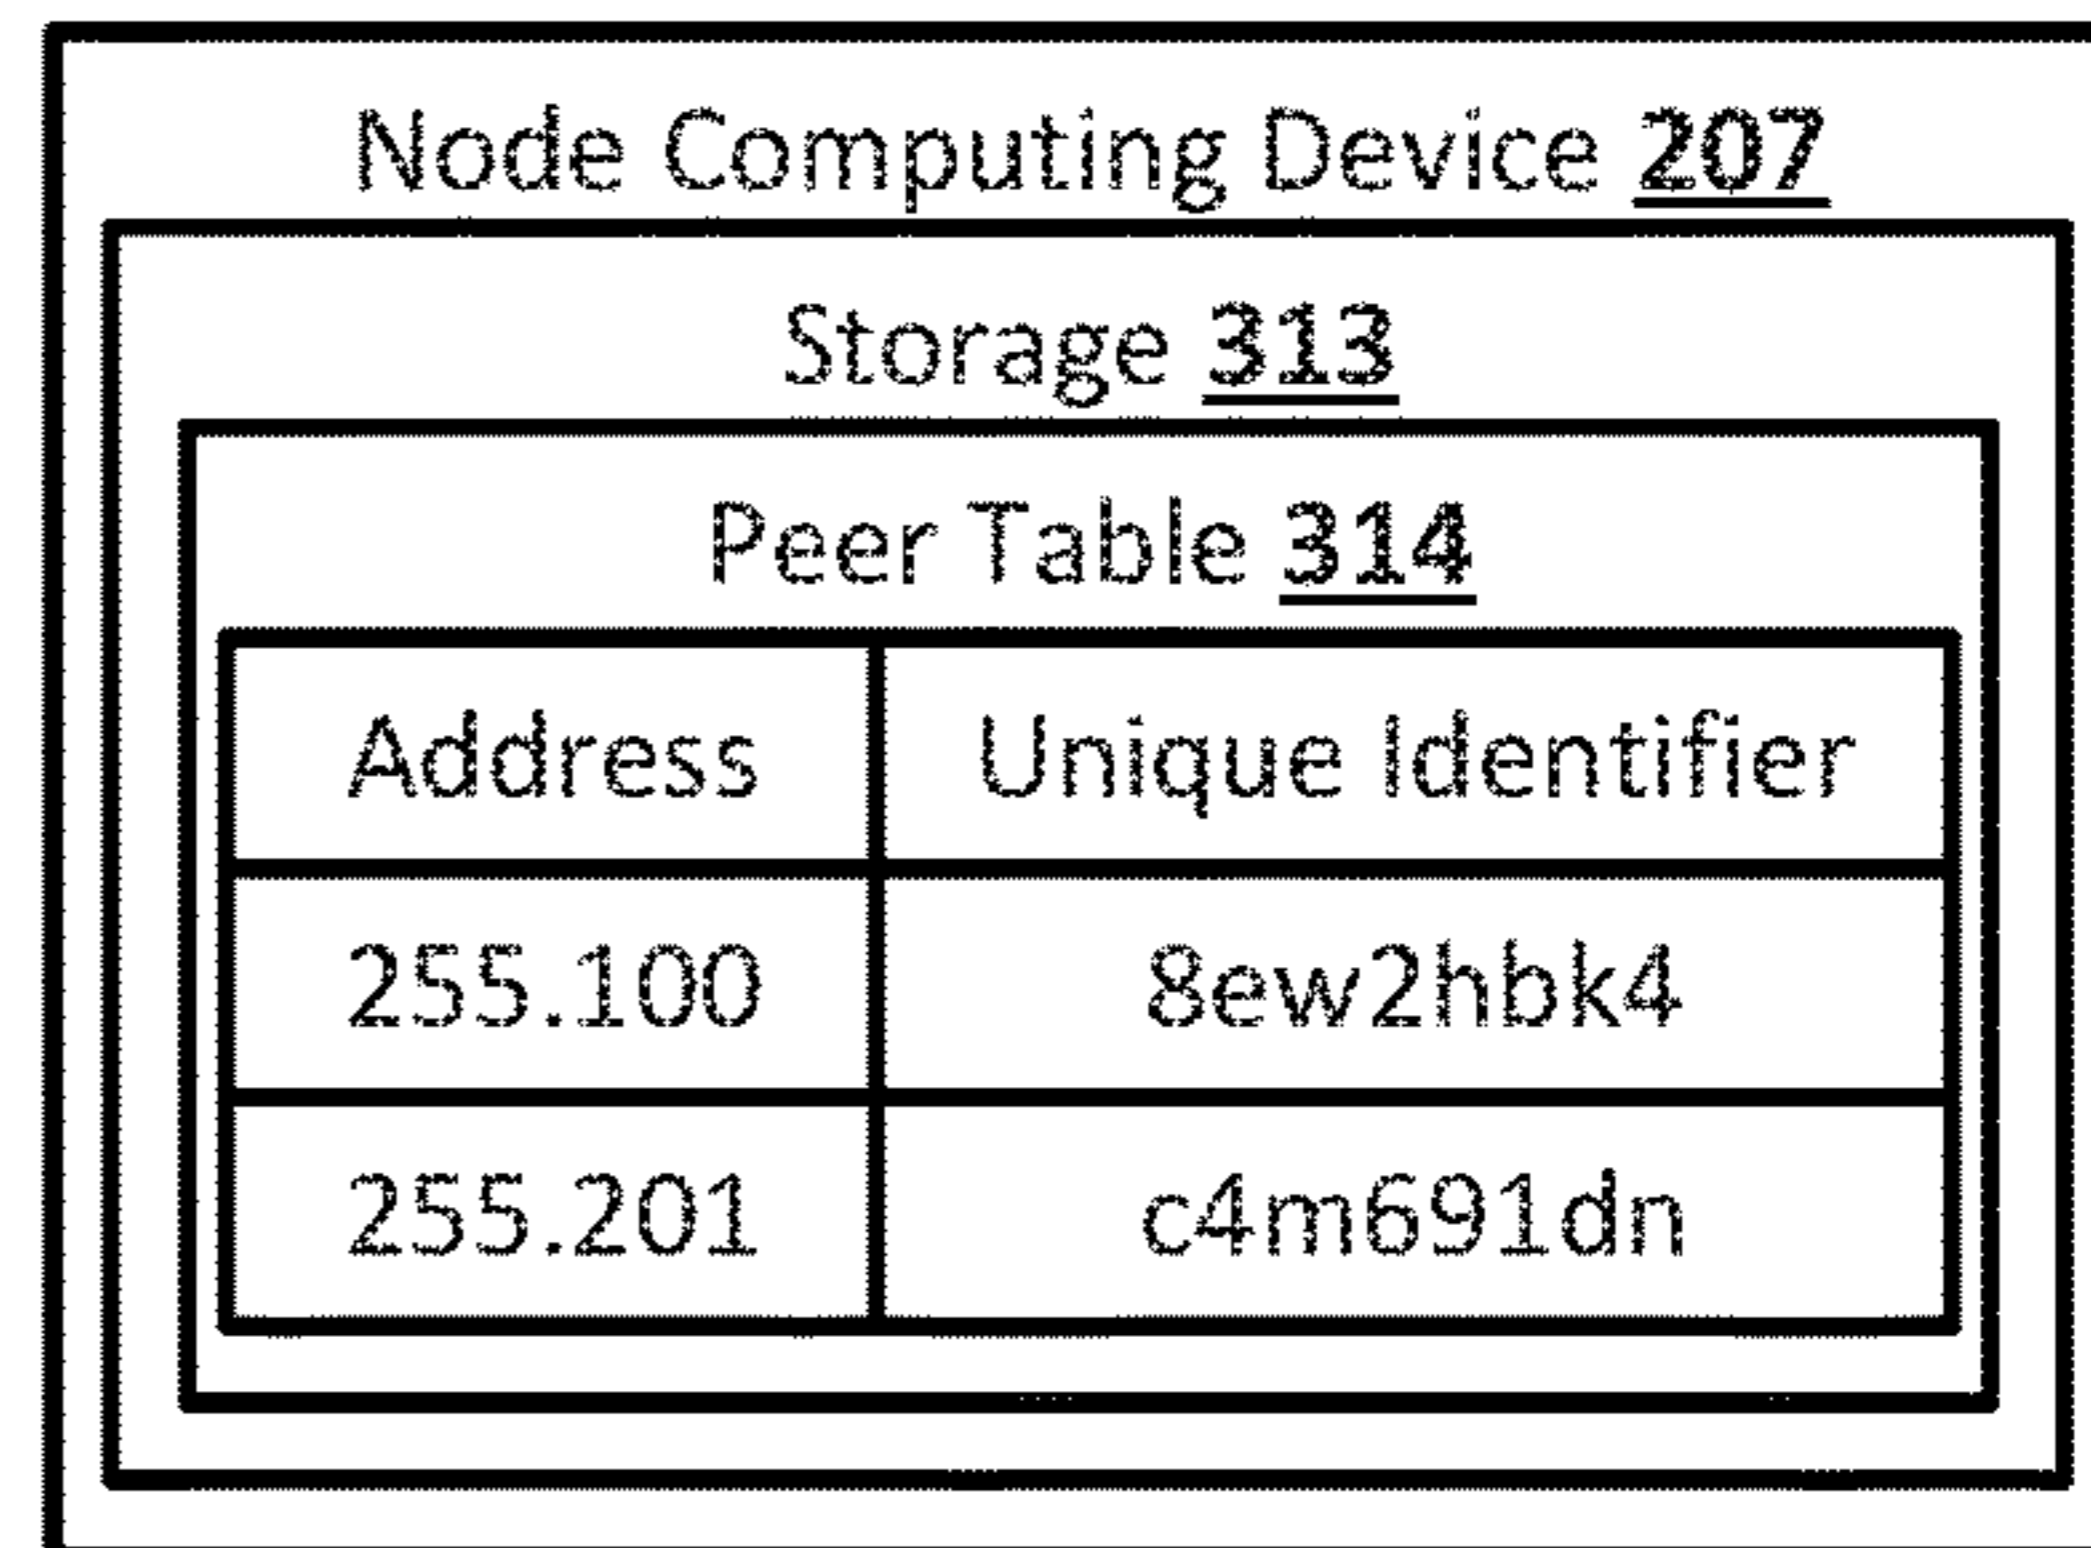 Node Computing Device 207
Storage 313
Peer Table 314
Address Unique Identifier
255.100 8ew2hbk4
255.201 c4m691dn